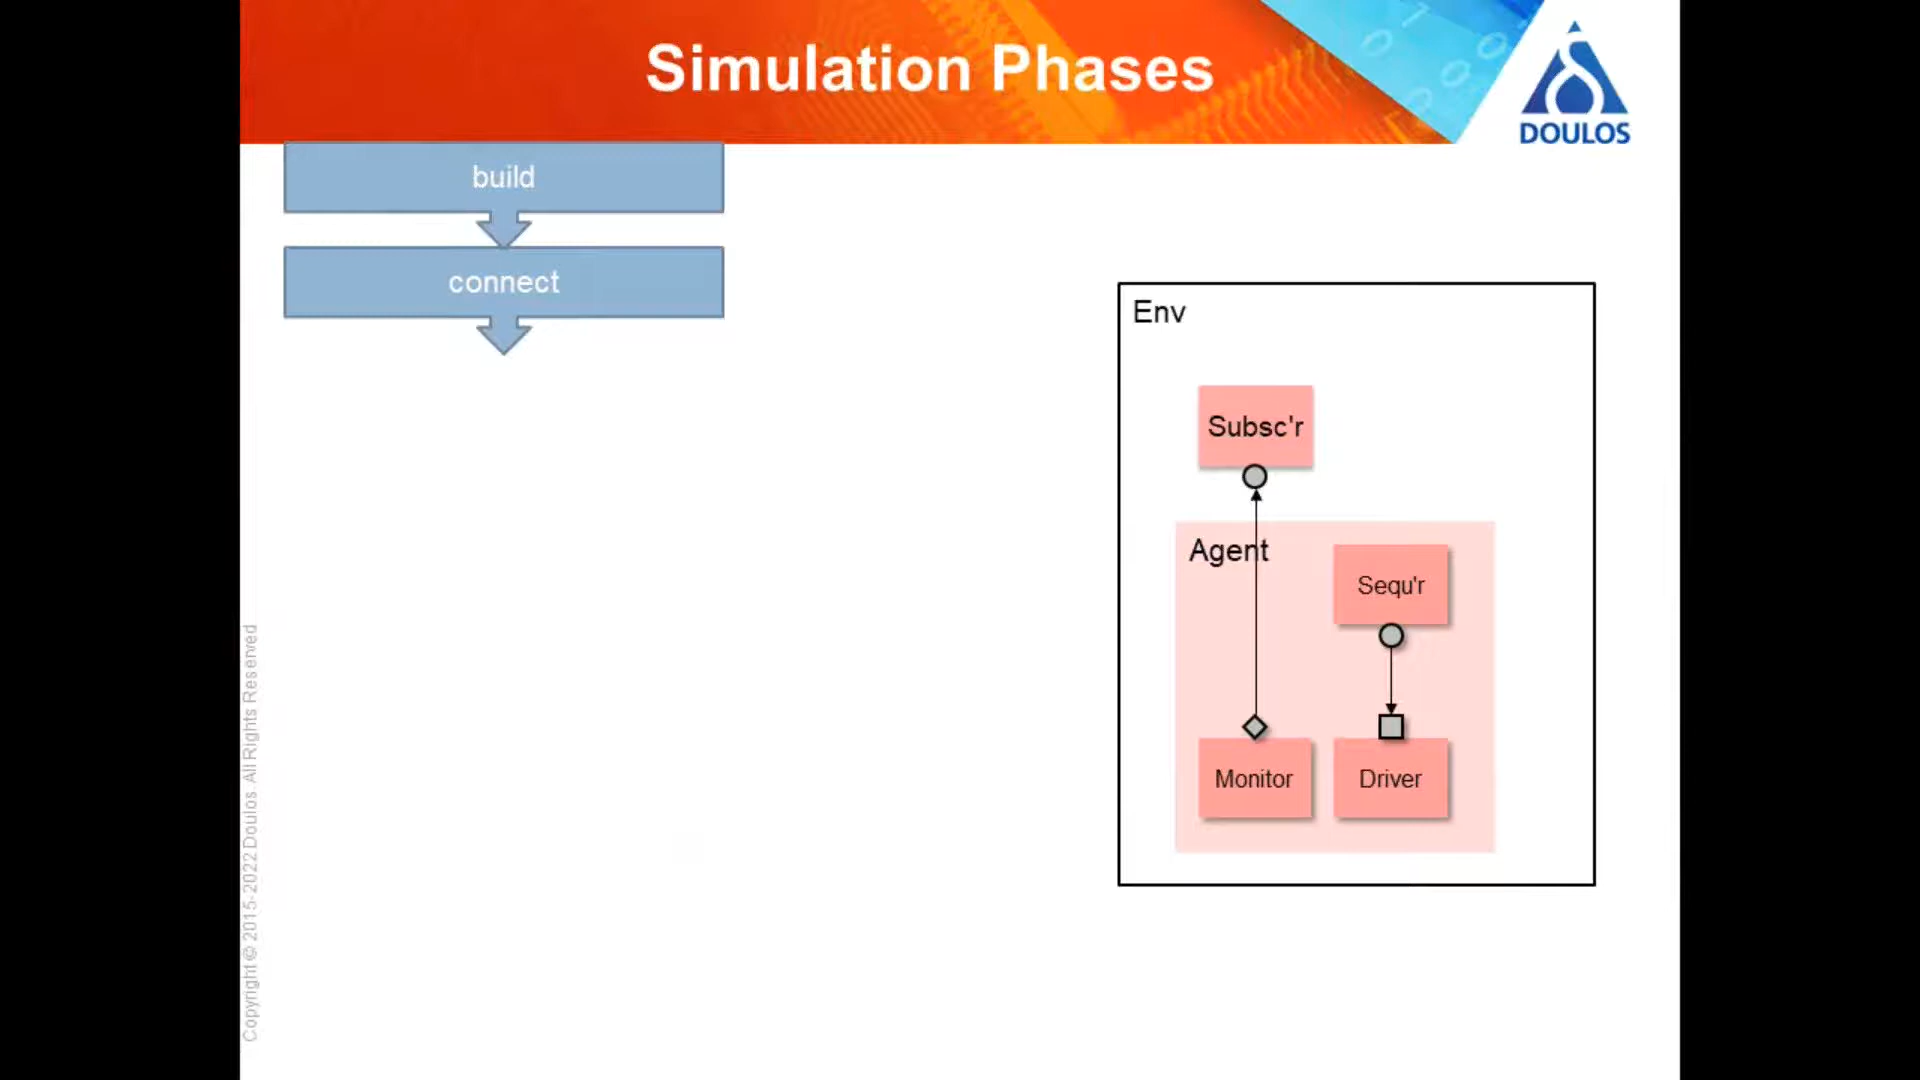 Simulation Phases
DOULOS
build
connect
Env
Subsc'r
Agent
Sequ'r
Monitor
Driver
Copyright © 2015-2022 Doulos. All Rights Reserved